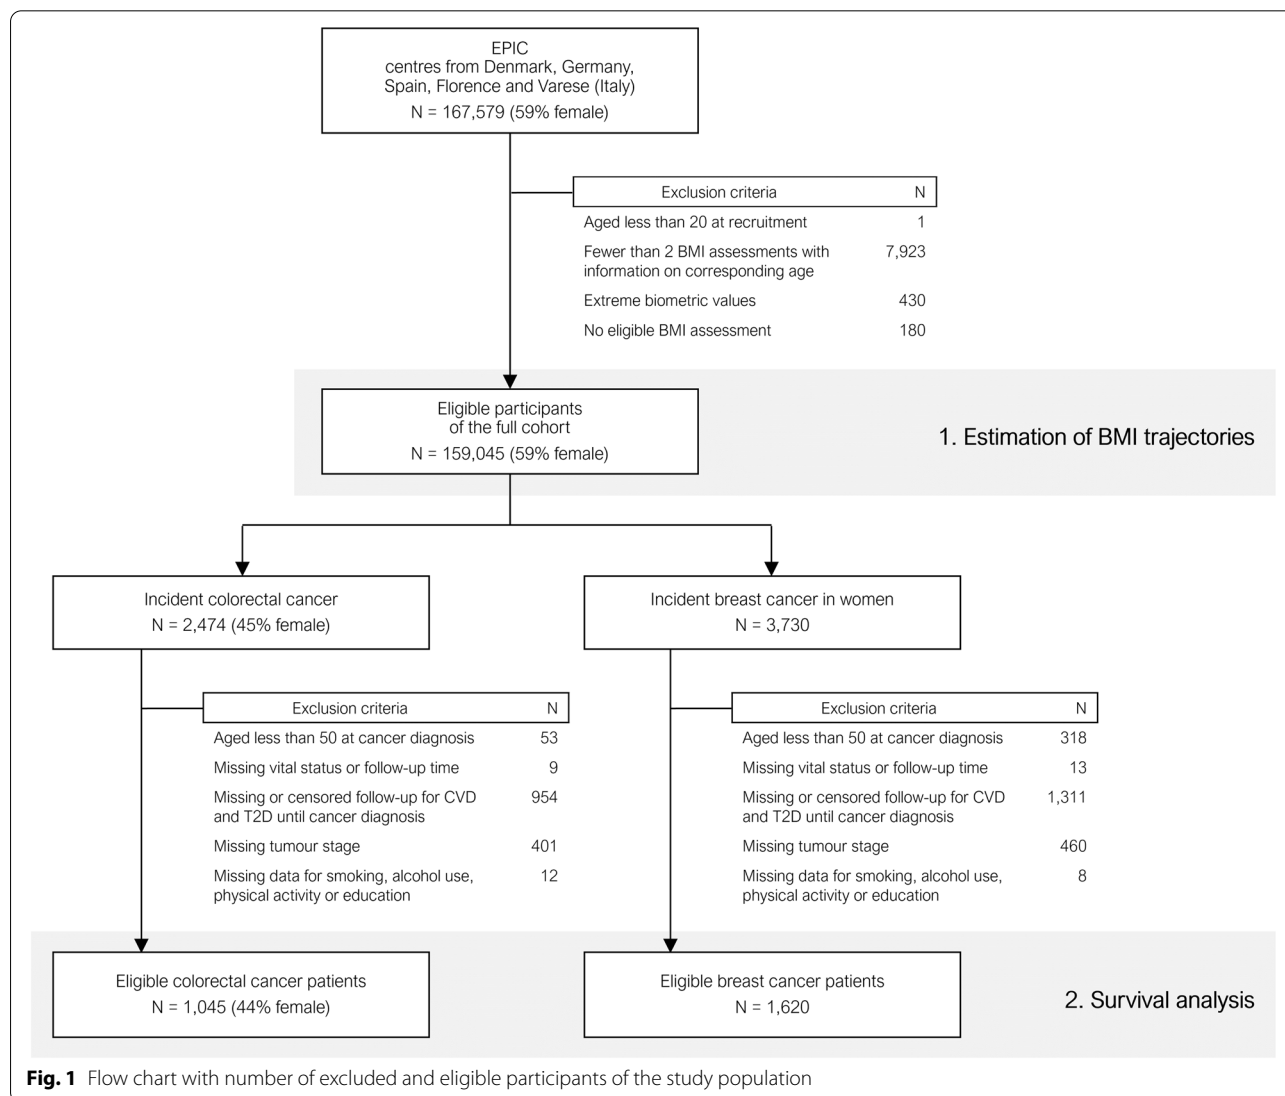 EPIC
centres from Denmark, Germany,
Spain, Florence and Varese (Italy)
N = 167,579 (59% female)
Exclusion criteria N
Aged less than 20 at recruitment 1
Fewer than 2 BMI assessments with 7,923
information on corresponding age
Extreme biometric values 430
No eligible BMI assessment 180
Eligible participants
of the full cohort
N = 159,045 (59% female)
1. Estimation of BMI trajectories
Incident colorectal cancer
N = 2,474 (45% female)
Incident breast cancer in women
N = 3,730
Exclusion criteria N
Aged less than 50 at cancer diagnosis 53
Missing vital status or follow-up time 9
Missing or censored follow-up for CVD 954
and T2D until cancer diagnosis
Missing tumour stage 401
Missing data for smoking, alcohol use, 12
physical activity or education
Exclusion criteria N
Aged less than 50 at cancer diagnosis 318
Missing vital status or follow-up time 13
Missing or censored follow-up for CVD 1,311
and T2D until cancer diagnosis
Missing tumour stage 460
Missing data for smoking, alcohol use, 8
physical activity or education
Eligible colorectal cancer patients
N = 1,045 (44% female)
Eligible breast cancer patients
N = 1,620
2. Survival analysis
Fig. 1 Flow chart with number of excluded and eligible participants of the study population